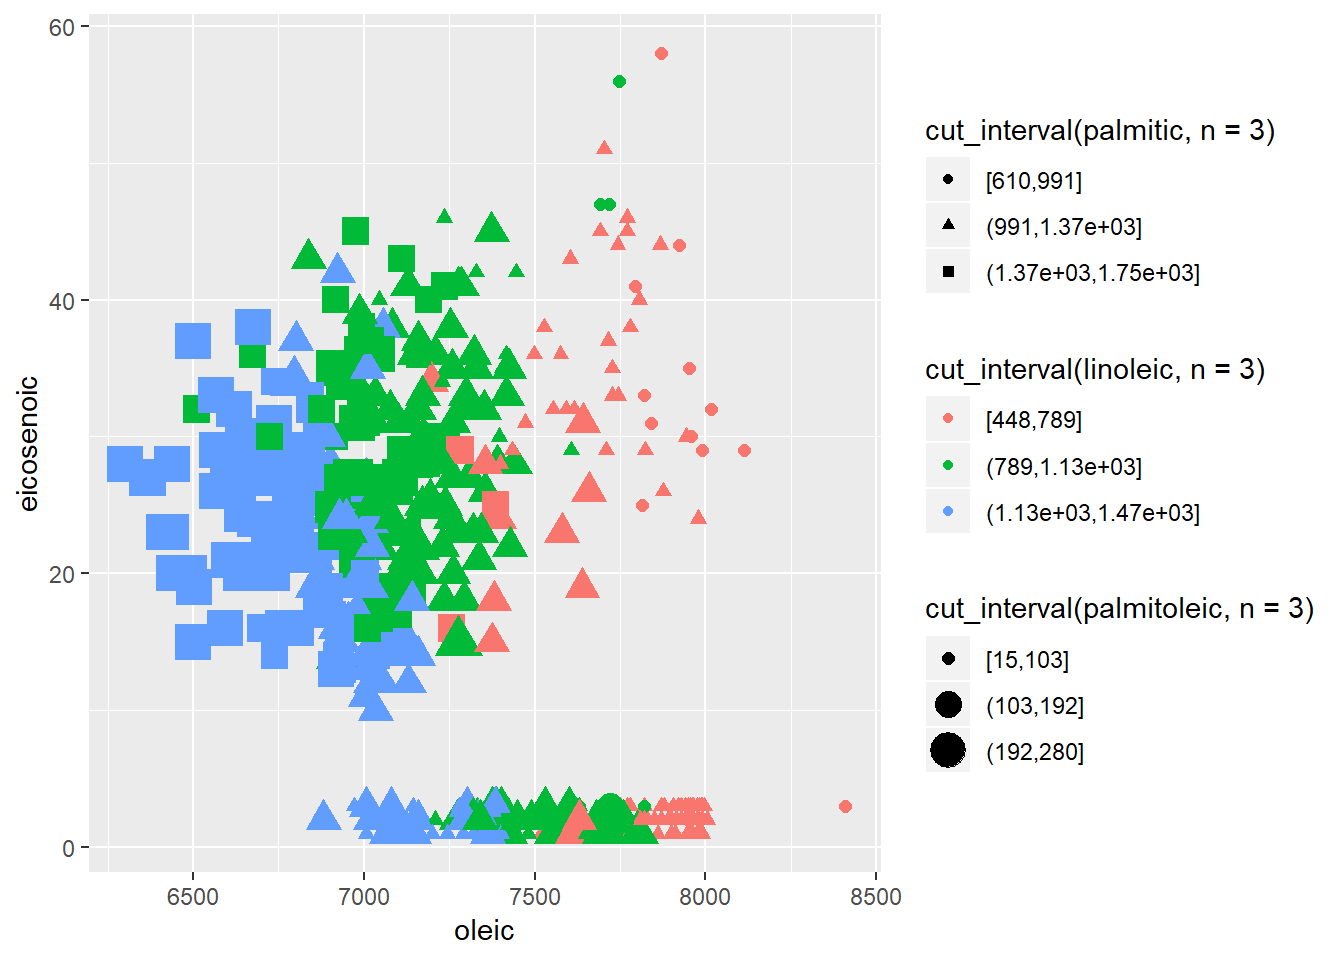 60
40
20
0
eicosenoic
6500
7000
7500
8000
8500
oleic
cut_interval(palmitic, n = 3)
[610,991]
(991,1.37e+03]
(1.37e+03,1.75e+03]
cut_interval(linoleic, n = 3)
[448,789]
(789,1.13e+03]
(1.13e+03,1.47e+03]
cut_interval(palmitoleic, n = 3)
[15,103]
(103,192]
(192,280]